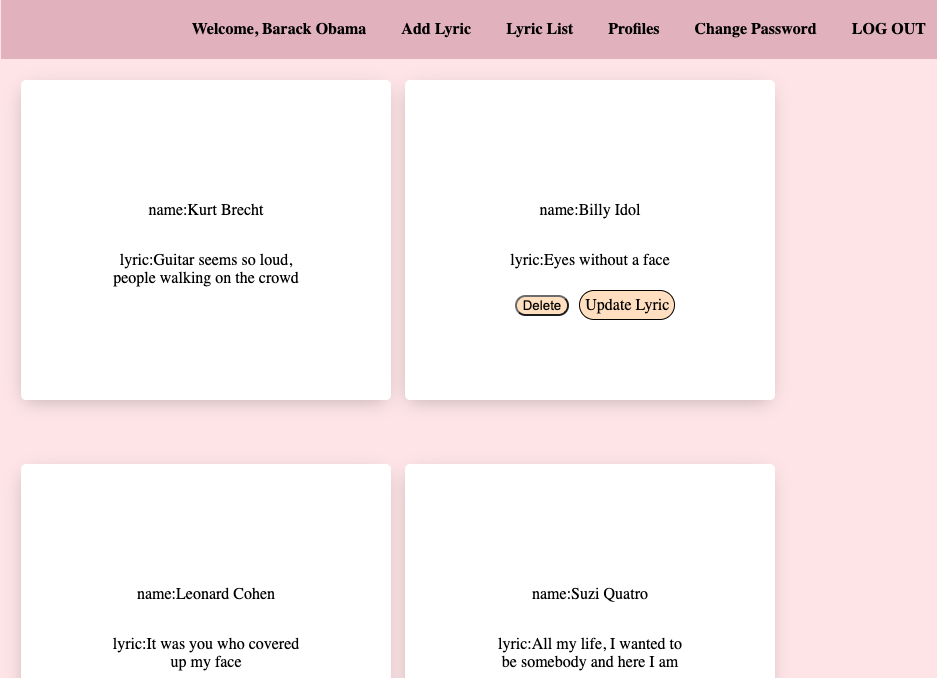 Welcome, Barack Obama Add Lyric Lyric List Profiles Change Password LOG OUT
name:Kurt Brecht
lyric:Guitar seems so loud,
people walking on the crowd
name:Billy Idol
lyric:Eyes without a face
Delete Update Lyric
name:Leonard Cohen
lyric:It was you who covered
up my face
name:Suzi Quatro
lyric:All my life, I wanted to
be somebody and here I am